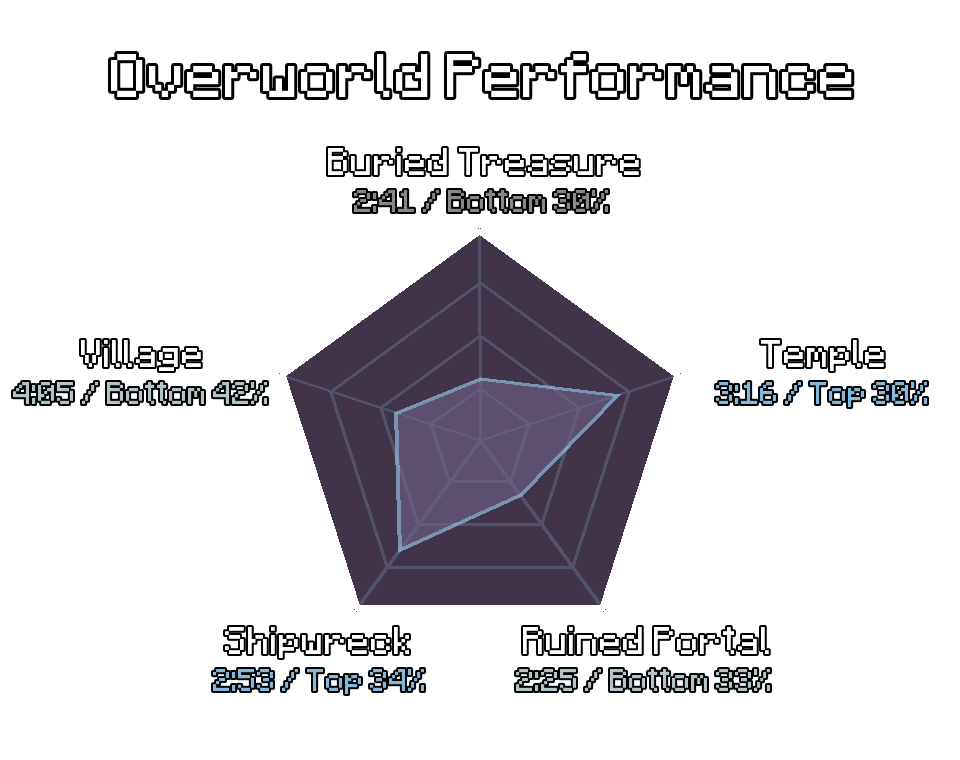 Overworld Performance
Buried Treasure
2:41 / Bottom 30%
Village
4:05 / Bottom 42%
Temple
3:16 / Top 30%
Shipwreck
2:53 / Top 34%
Ruined Portal
2:25 / Bottom 33%